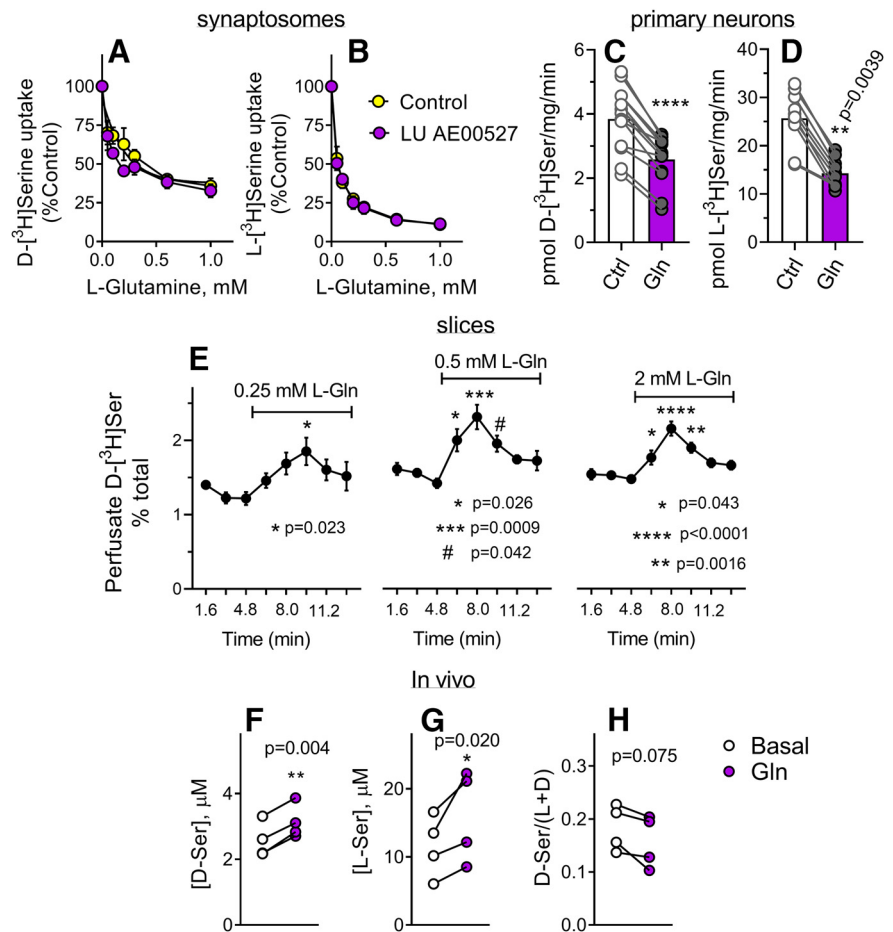 synaptosomes
primary neurons
A
B
C
D
D-[³H]Serine uptake
(%Control)
100
75
50
25
0
0.0 0.5 1.0
L-Glutamine, mM
L-[³H]Serine uptake
(%Control)
100
75
50
25
0
0.0 0.5 1.0
L-Glutamine, mM
Control
LU AE00527
pmol D-[³H]Ser/mg/min
6
4
2
0
****
Ctrl
Gln
pmol L-[³H]Ser/mg/min
40
30
20
10
0
** p=0.0039
Ctrl
Gln
slices
E
Perfusate D-[³H]Ser
% total
2
1
0
0.25 mM L-Gln
*
* p=0.023
1.6 4.8 8.0 11.2
Time (min)
0.5 mM L-Gln
***
*
#
* p=0.026
*** p=0.0009
# p=0.042
1.6 4.8 8.0 11.2
Time (min)
2 mM L-Gln
****
*
**
* p=0.043
**** p<0.0001
** p=0.0016
1.6 4.8 8.0 11.2
Time (min)
In vivo
F
p=0.004
**
[D-Ser], μM
4
2
0
G
p=0.020
*
[L-Ser], μM
20
10
0
H
p=0.075
D-Ser/(L+D)
0.3
0.2
0.1
0.0
Basal
Gln